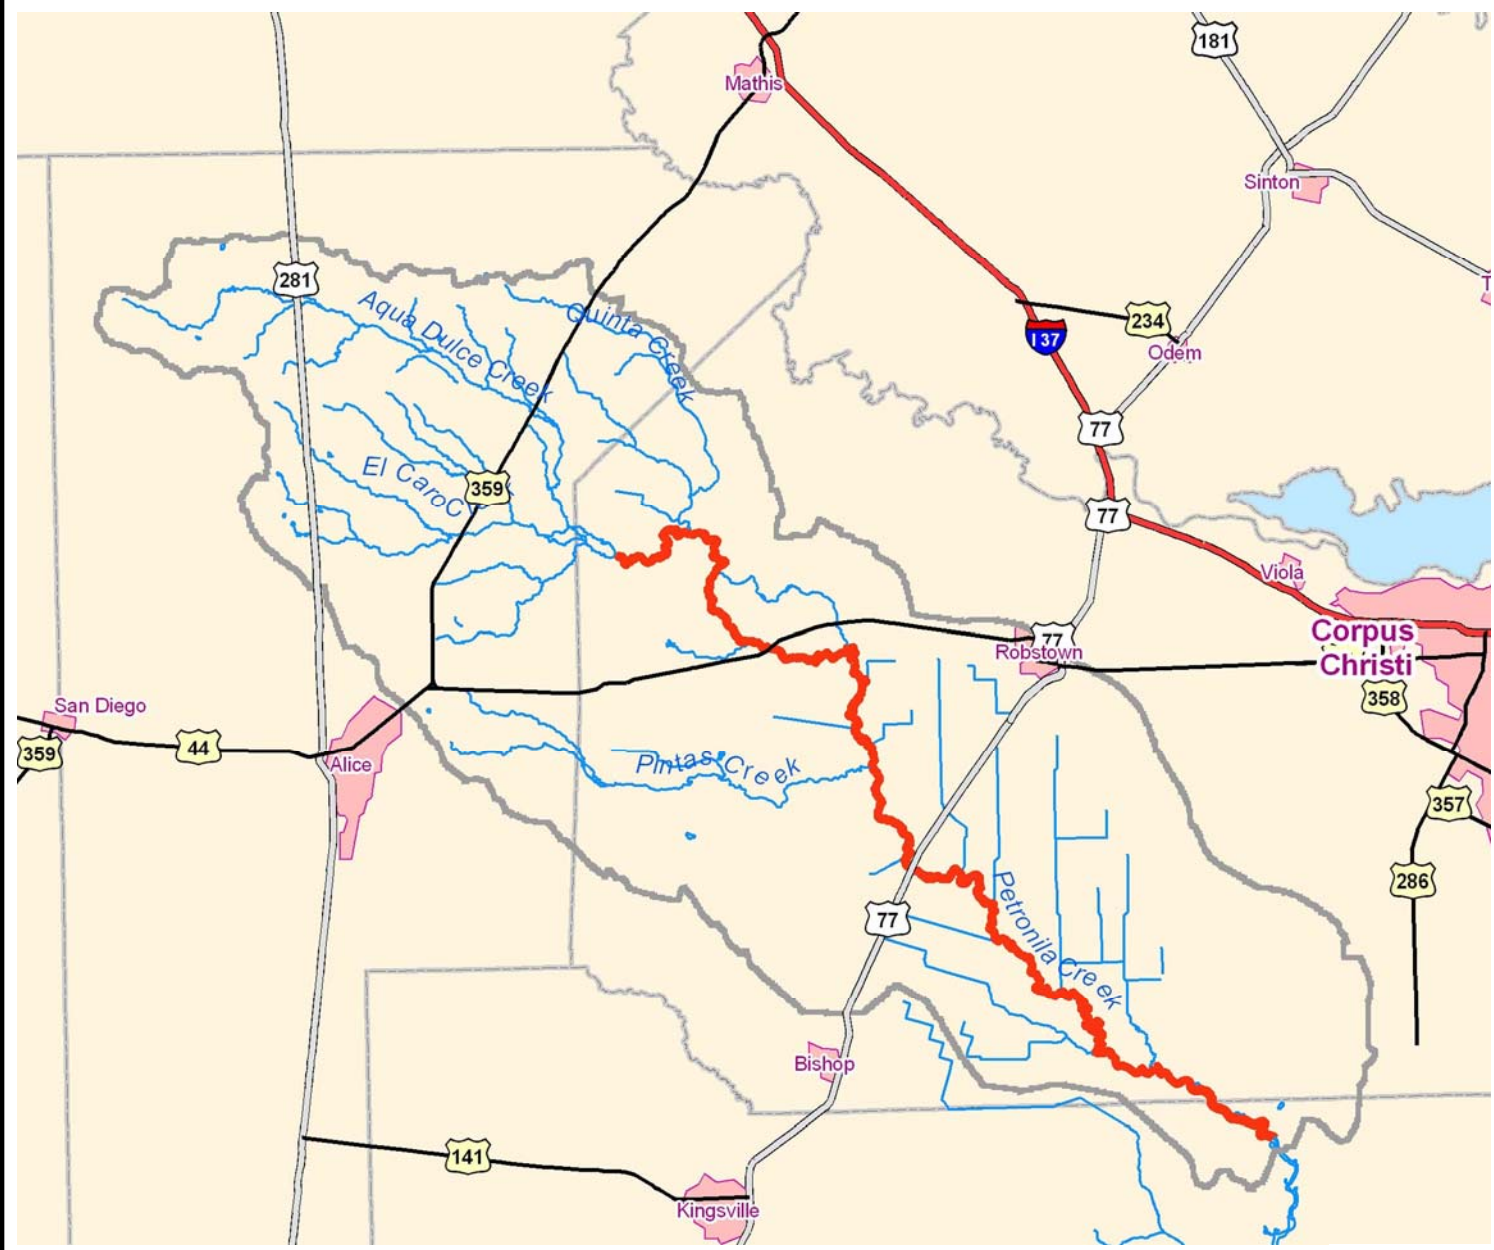 181
Mathis
Sinton
T
281
Aqua Dulce Creek
Quinta Creek
234
I 37
Odem
77
El Caro C
359
77
Viola
77
Robstown
Corpus
Christi
358
San Diego
359
44
Alice
Pintas Creek
357
286
Petronila Creek
77
Bishop
141
Kingsville